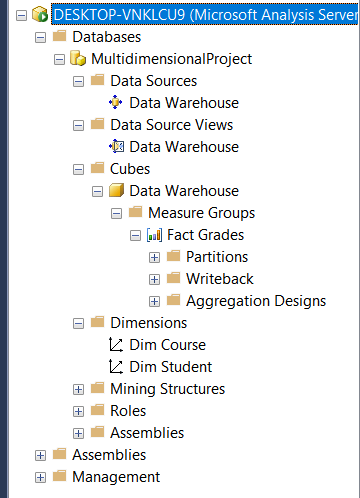 DESKTOP-VNKLCU9 (Microsoft Analysis Server
Databases
MultidimensionalProject
Data Sources
Data Warehouse
Data Source Views
Data Warehouse
Cubes
Data Warehouse
Measure Groups
Fact Grades
Partitions
Writeback
Aggregation Designs
Dimensions
Dim Course
Dim Student
Mining Structures
Roles
Assemblies
Assemblies
Management